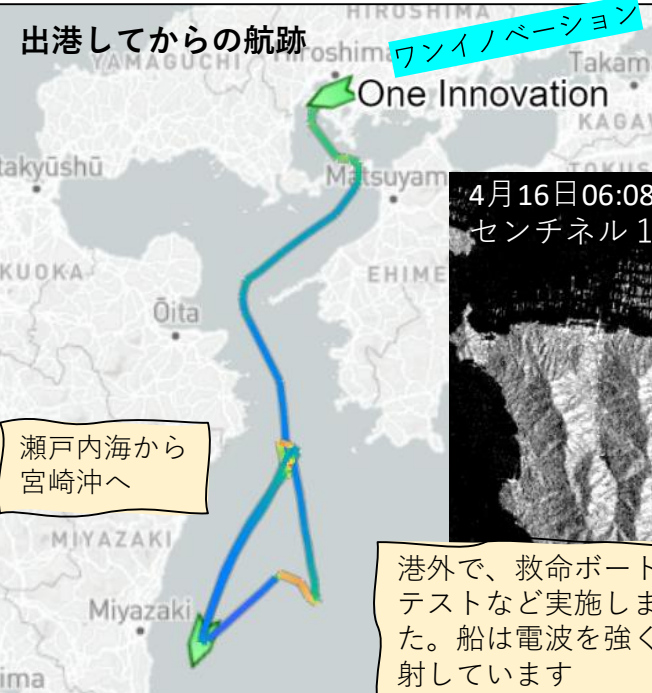 HIROSHIMA
出港してからの航跡
ワンイノベーション
YAMAGUCHI
Hiroshima
Takam
One Innovation
KAGAW
takyūshū
Matsuyam
TOKUS
4月16日06:08
センチネル1
KUOKA
EHIME
Ōita
瀬戸内海から
宮崎沖へ
MIYAZAKI
港外で、救命ボート
テストなど実施しま
た。船は電波を強く
射しています
Miyazaki
ima